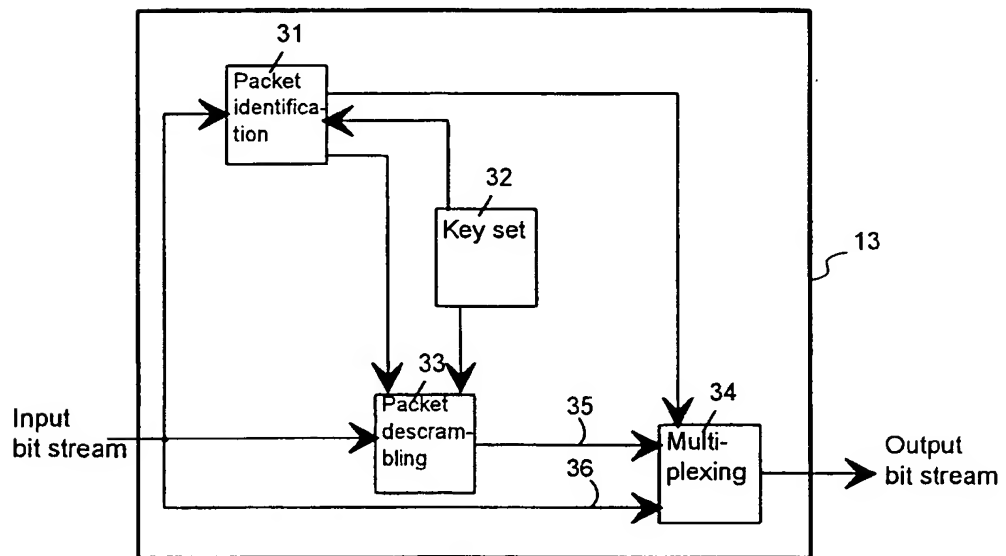 31
Packet
identifica-
tion
32
Key set
13
33
Packet
descram-
bling
35
36
34
Multi-
plexing
Input
bit stream
Output
bit stream